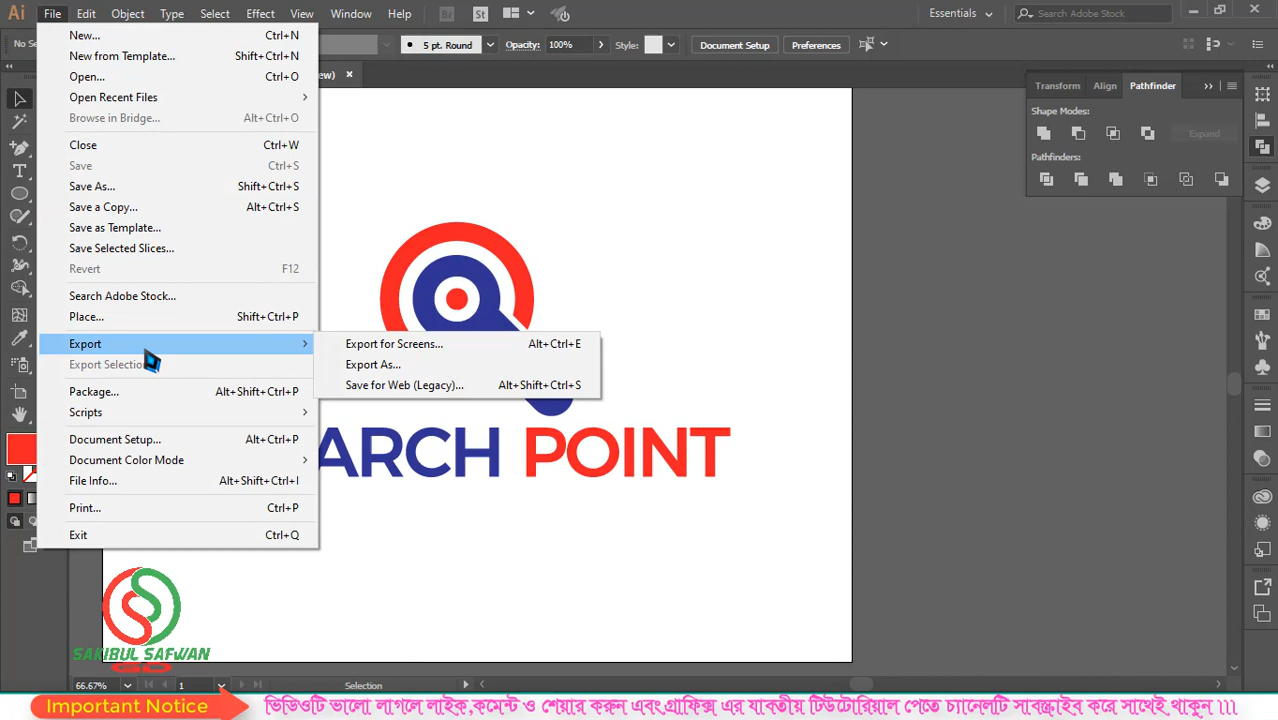 Ai File Edit Object Type Select Effect View Window Help Br St Essentials Search Adobe Stock
No Se 5 pt. Round Opacity: 100% Style: Document Setup Preferences
ew) ×
New... Ctrl+N
New from Template... Shift+Ctrl+N
Open... Ctrl+O
Open Recent Files
Browse in Bridge... Alt+Ctrl+O
Close Ctrl+W
Save Ctrl+S
Save As... Shift+Ctrl+S
Save a Copy... Alt+Ctrl+S
Save as Template...
Save Selected Slices...
Revert F12
Search Adobe Stock...
Place... Shift+Ctrl+P
Export
Export Selectio
Package... Alt+Shift+Ctrl+P
Scripts
Document Setup... Alt+Ctrl+P
Document Color Mode
File Info... Alt+Shift+Ctrl+I
Print... Ctrl+P
Exit Ctrl+Q
Export for Screens... Alt+Ctrl+E
Export As...
Save for Web (Legacy)... Alt+Shift+Ctrl+S
Transform Align Pathfinder
Shape Modes:
Expand
Pathfinders:
ARCH POINT
SAKIBUL SAFWAN
66.67% 1 Selection
Important Notice ভিডিওটি ভালো লাগলে লাইক,কমেন্ট ও শেয়ার করুন এবং গ্রাফিক্স এর যাবতীয় টিউটোরিয়াল পেতে চ্যানেলটি সাবস্ক্রাইব করে সাথেই থাকুন !!!